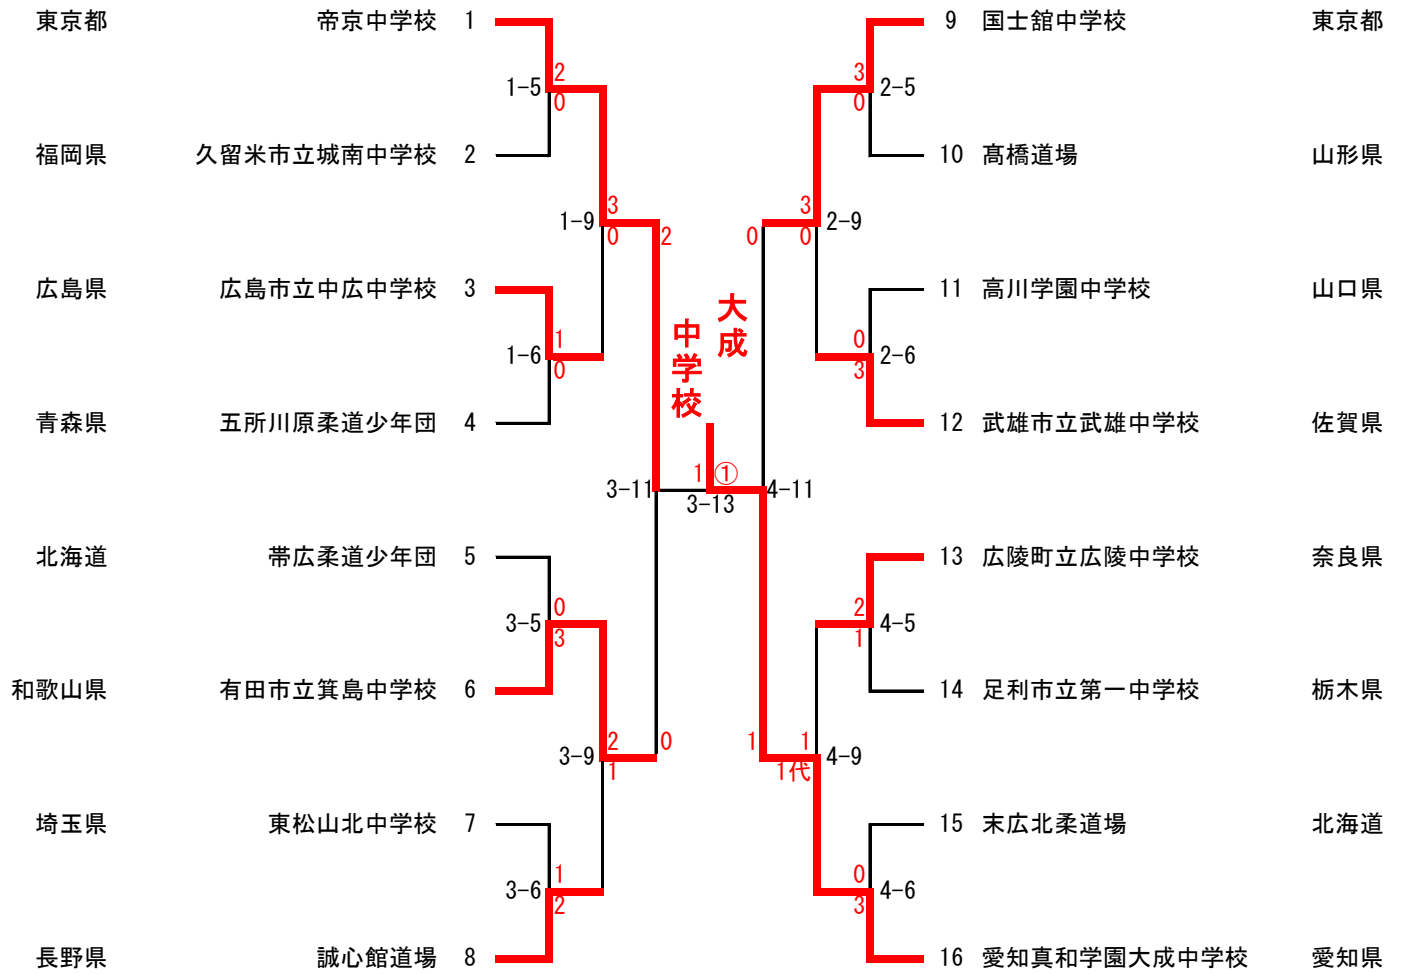 東京都 帝京中学校 1
2
1-5
0
福岡県 久留米市立城南中学校 2
3
1-9
0
2
広島県 広島市立中広中学校 3
1
1-6
0
青森県 五所川原柔道少年団 4
3-11
北海道 帯広柔道少年団 5
0
3-5
3
和歌山県 有田市立箕島中学校 6
2
3-9
1
0
埼玉県 東松山北中学校 7
1
3-6
2
長野県 誠心館道場 8
大成
中学校
1 ①
3-13
9 国士舘中学校 東京都
3
2-5
0
10 髙橋道場 山形県
3
2-9
0
0
11 高川学園中学校 山口県
0
2-6
3
12 武雄市立武雄中学校 佐賀県
4-11
13 広陵町立広陵中学校 奈良県
2
4-5
1
14 足利市立第一中学校 栃木県
1
1
4-9
1代
15 末広北柔道場 北海道
0
4-6
3
16 愛知真和学園大成中学校 愛知県